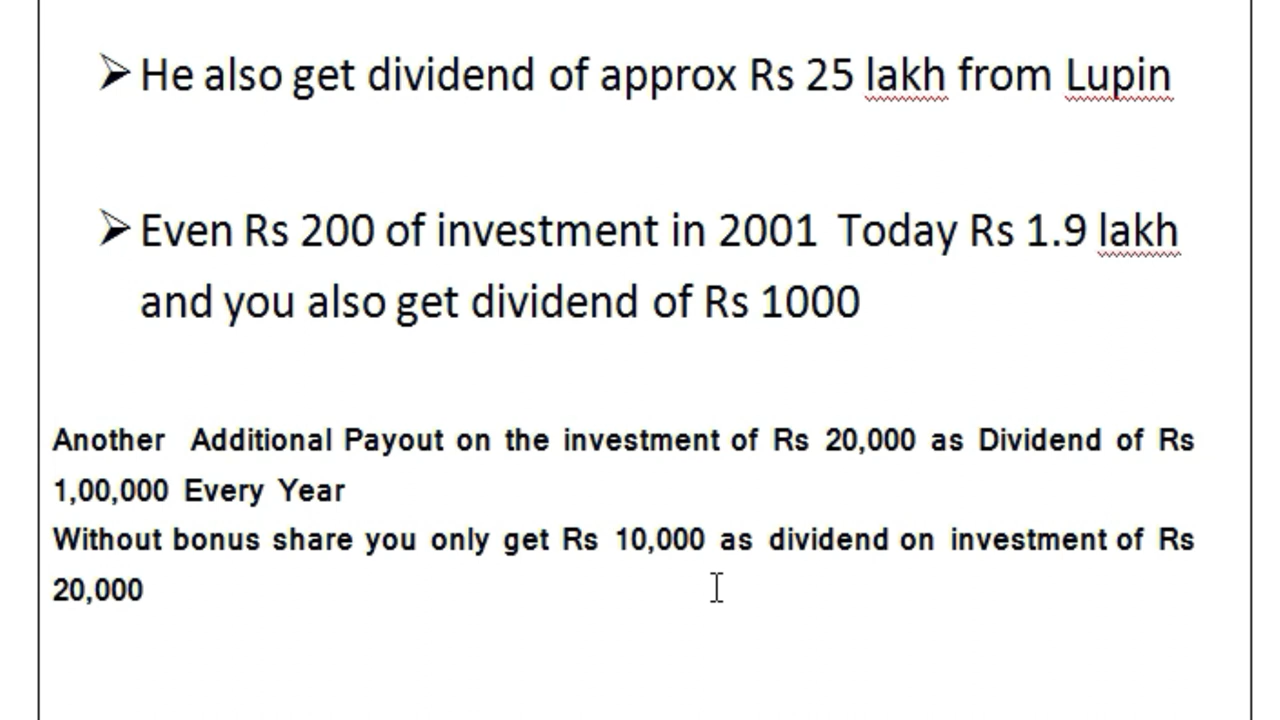 ➢He also get dividend of approx Rs 25 lakh from Lupin
➢Even Rs 200 of investment in 2001  Today Rs 1.9 lakh
and you also get dividend of Rs 1000
Another  Additional Payout on the investment of Rs 20,000 as Dividend of Rs
1,00,000 Every Year
Without bonus share you only get Rs 10,000 as dividend on investment of Rs
20,000